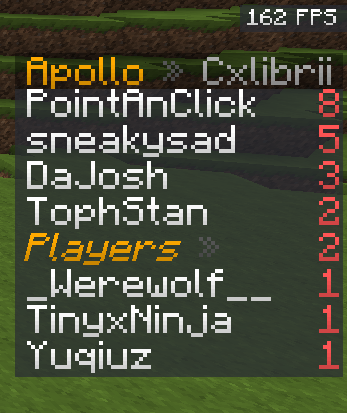 162 FPS
Apollo » Cxlibrii
PointAnClick 8
sneakysad 5
DaJosh 3
TophStan 2
Players » 2
_Werewolf__ 1
TinyxNinja 1
Yuqiuz 1